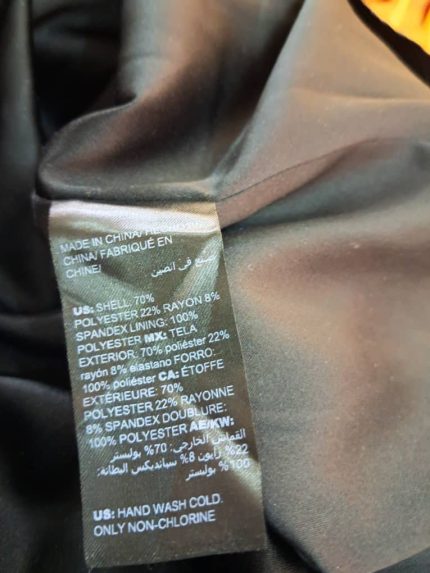 MADE IN CHINA/
CHINA/ FABRIQUÉ EN
CHINE/
في الصين
US: SHELL: 70%
POLYESTER 22% RAYON 8%
SPANDEX LINING: 100%
POLYESTER MX: TELA
EXTERIOR: 70% poliéster 22%
rayón 8% elastano FORRO:
100% poliéster CA: ÉTOFFE
EXTÉRIEURE: 70%
POLYESTER 22% RAYONNE
8% SPANDEX DOUBLURE:
100% POLYESTER AE/KW:
القماش الخارجي: 70% بوليستر
22% رايون 8% سباندكس البطانة:
100% بوليستر
US: HAND WASH COLD.
ONLY NON-CHLORINE